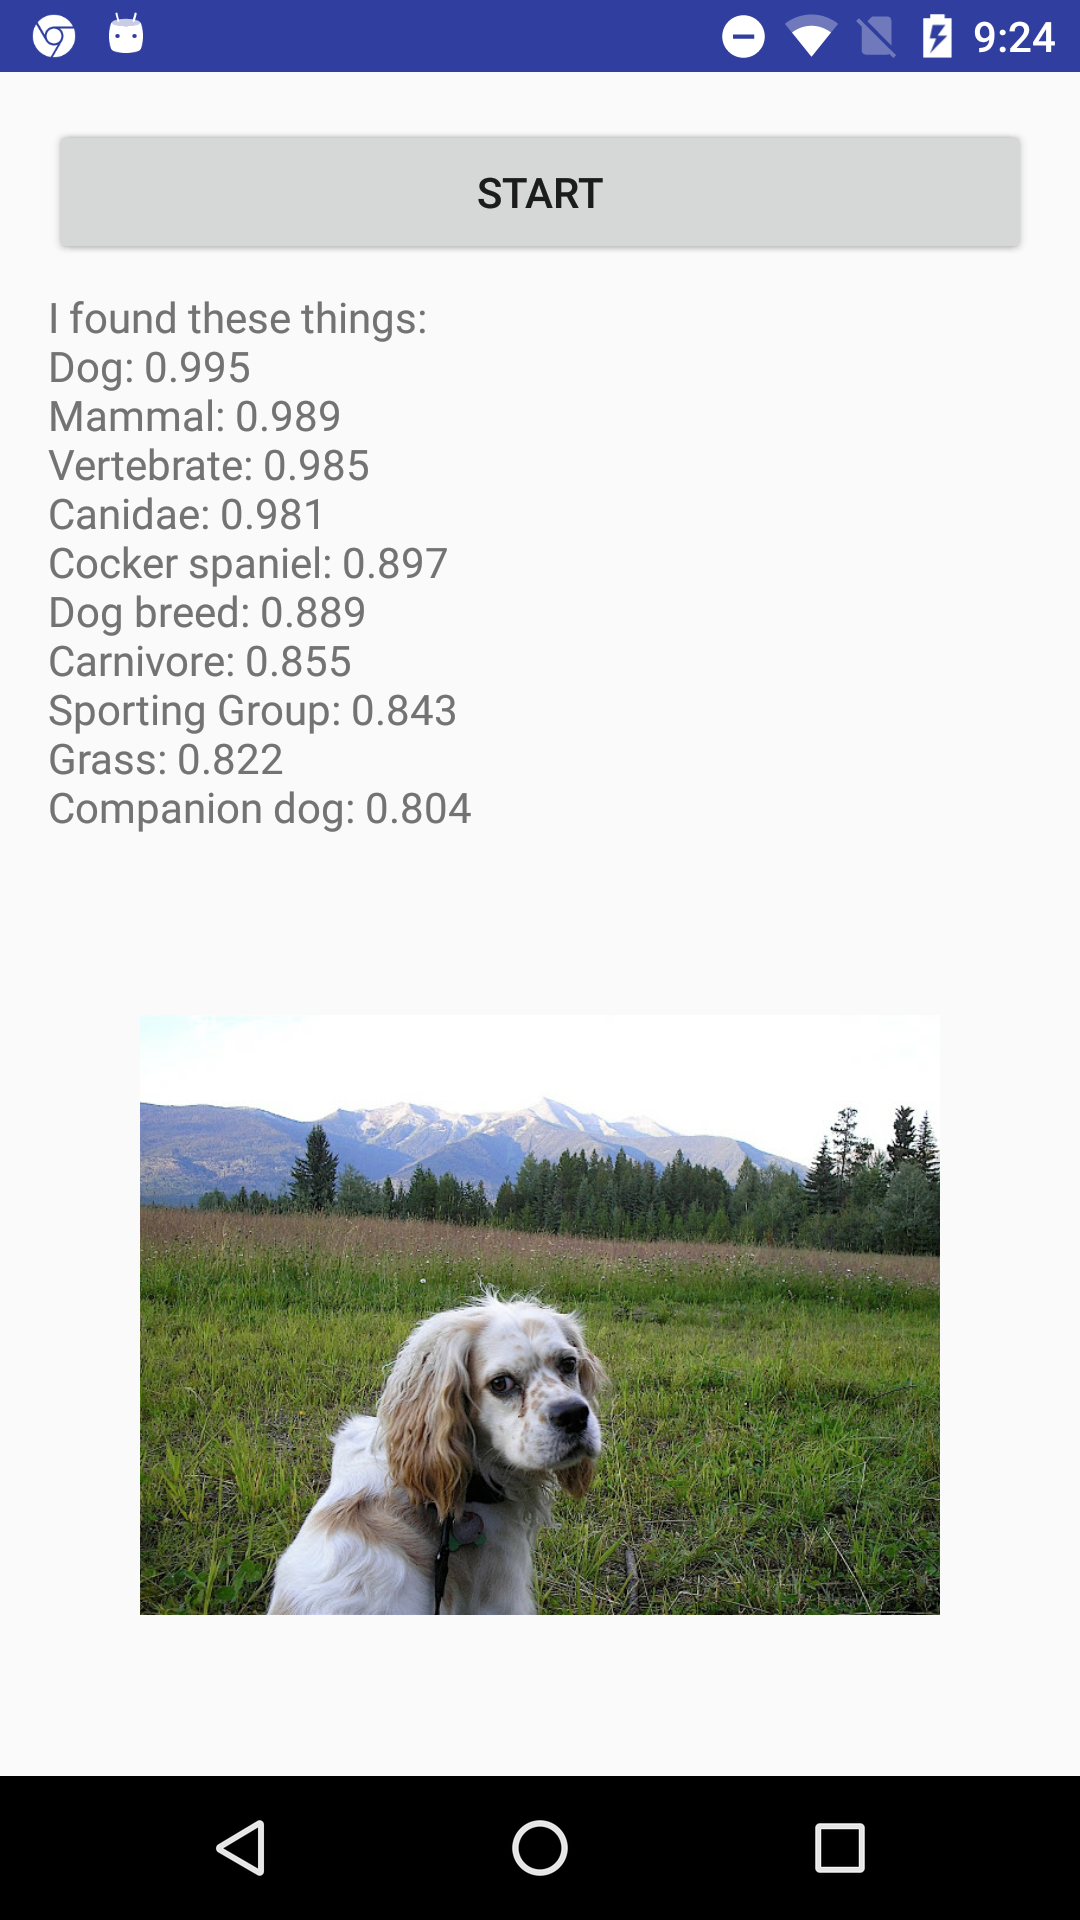 9:24
START
I found these things:
Dog: 0.995
Mammal: 0.989
Vertebrate: 0.985
Canidae: 0.981
Cocker spaniel: 0.897
Dog breed: 0.889
Carnivore: 0.855
Sporting Group: 0.843
Grass: 0.822
Companion dog: 0.804